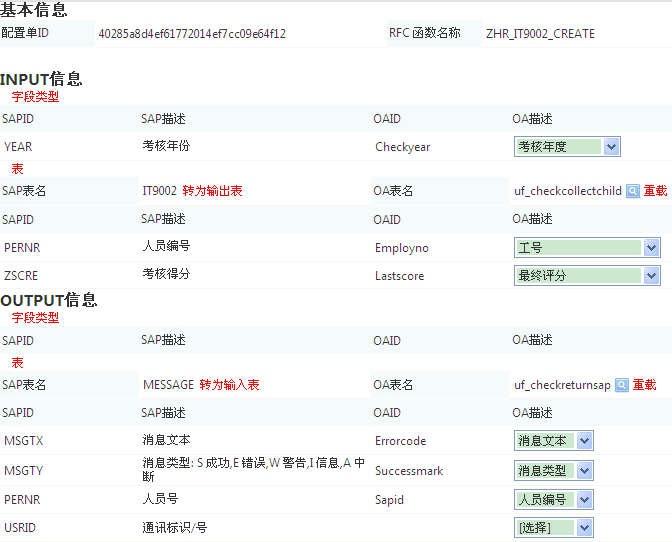 基本信息
配置单ID 40285a8d4ef61772014ef7cc09e64f12 RFC 函数名称 ZHR_IT9002_CREATE
INPUT信息
字段类型
SAPID SAP描述 OAID OA描述
YEAR 考核年份 Checkyear 考核年度
表
SAP表名 IT9002 转为输出表 OA表名 uf_checkcollectchild 重载
SAPID SAP描述 OAID OA描述
PERNR 人员编号 Employno 工号
ZSCRE 考核得分 Lastscore 最终评分
OUTPUT信息
字段类型
SAPID SAP描述 OAID OA描述
表
SAP表名 MESSAGE 转为输入表 OA表名 uf_checkreturnsap 重载
SAPID SAP描述 OAID OA描述
MSGTX 消息文本 Errorcode 消息文本
MSGTY 消息类型: S 成功,E 错误,W 警告,I 信息,A 中断 Successmark 消息类型
PERNR 人员号 Sapid 人员编号
USRID 通讯标识/号 [选择]